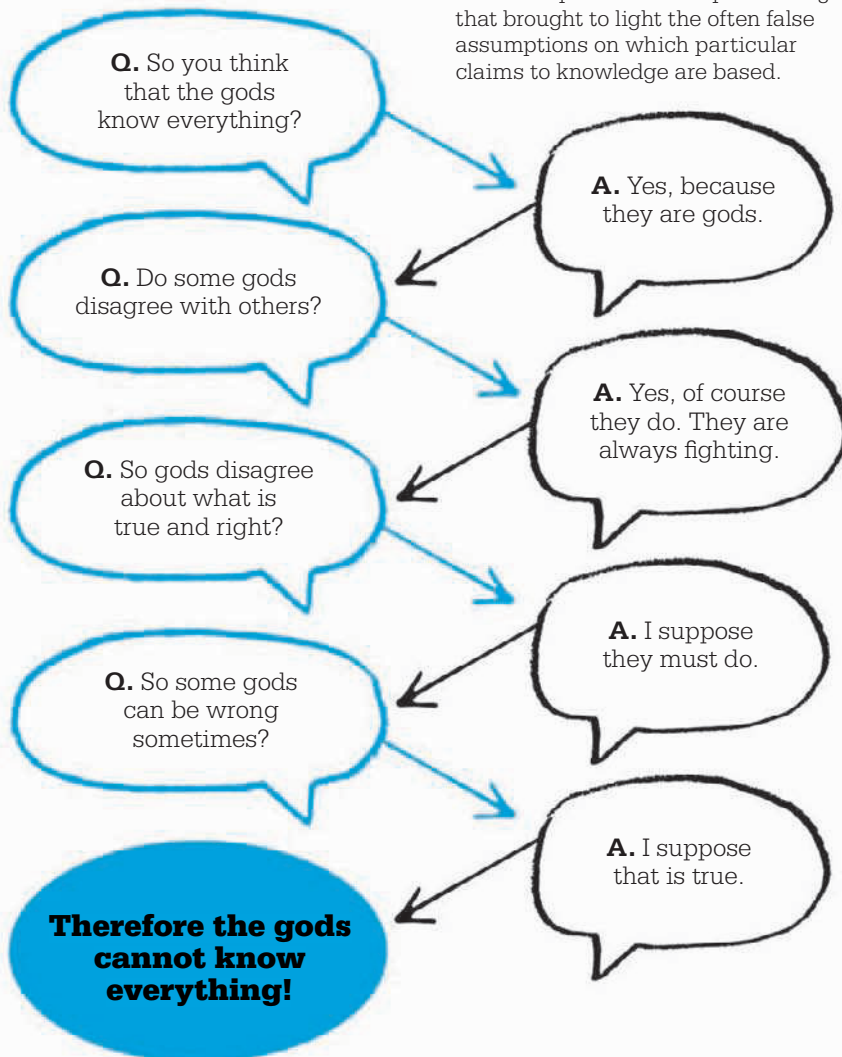 that brought to light the often false
assumptions on which particular
claims to knowledge are based.
Q. So you think
that the gods
know everything?
A. Yes, because
they are gods.
Q. Do some gods
disagree with others?
A. Yes, of course
they do. They are
always fighting.
Q. So gods disagree
about what is
true and right?
A. I suppose
they must do.
Q. So some gods
can be wrong
sometimes?
A. I suppose
that is true.
Therefore the gods
cannot know
everything!